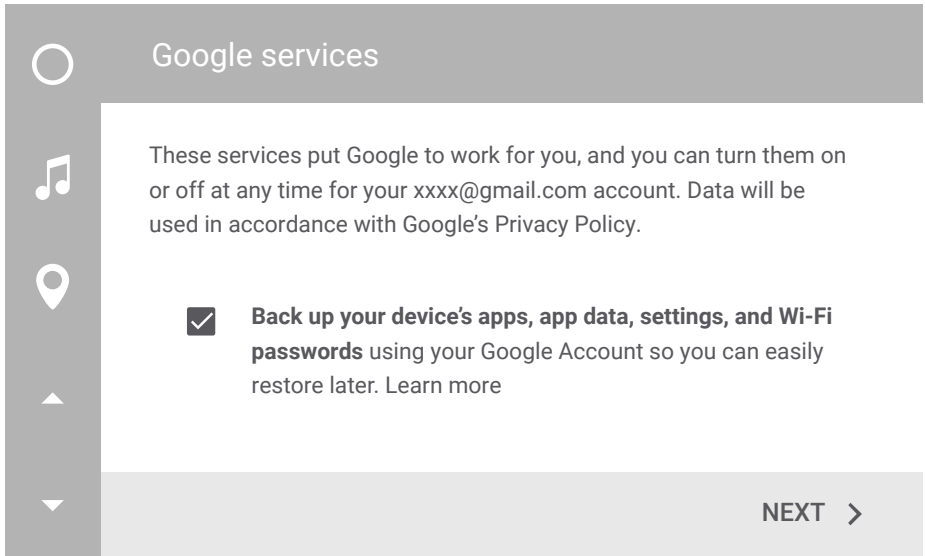 Google services
These services put Google to work for you, and you can turn them on
or off at any time for your xxxx@gmail.com account. Data will be
used in accordance with Google’s Privacy Policy.
Back up your device’s apps, app data, settings, and Wi-Fi
passwords using your Google Account so you can easily
restore later. Learn more
NEXT